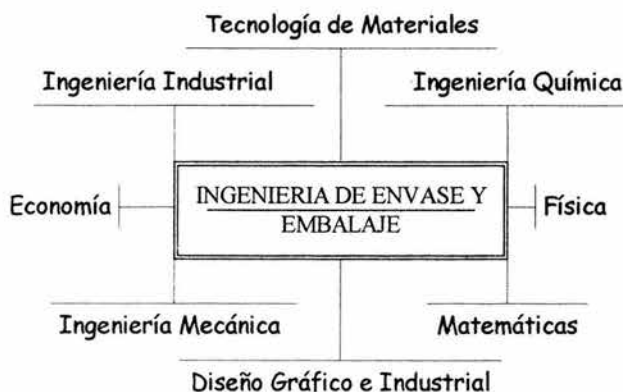 Tecnología de Materiales
Ingeniería Industrial
Ingeniería Química
Economía
INGENIERIA DE ENVASE Y
EMBALAJE
Física
Ingeniería Mecánica
Matemáticas
Diseño Gráfico e Industrial